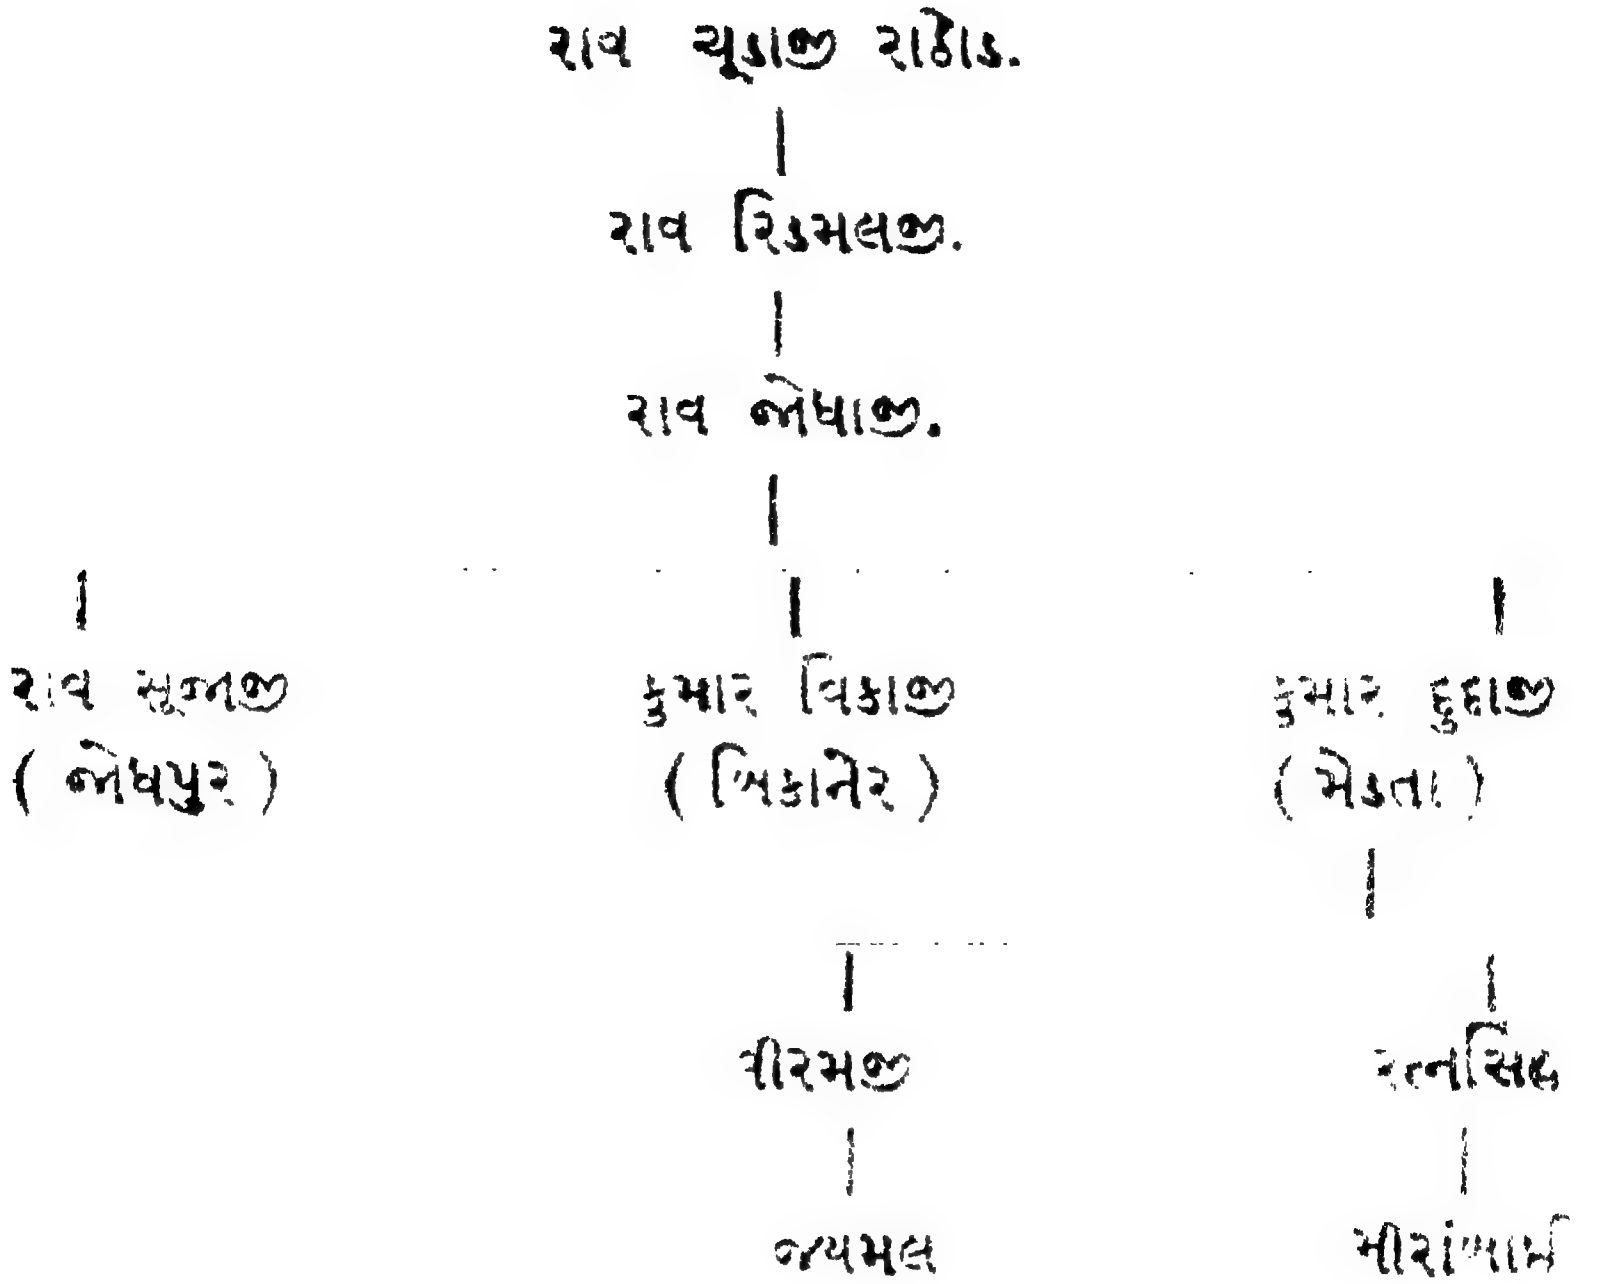 રાવ ચૂડાજી રાઠોડ.
રાવ રિડમલજી.
રાવ જોધાજી.
રાવ સૂજાજી કુમાર વિકાજી કુમાર દુદાજી
( જોધપુર ) ( બિકાનેર ) ( મેડતા )
વીરમજી રત્નસિંહ
જયમલ મીરાંબાઈ